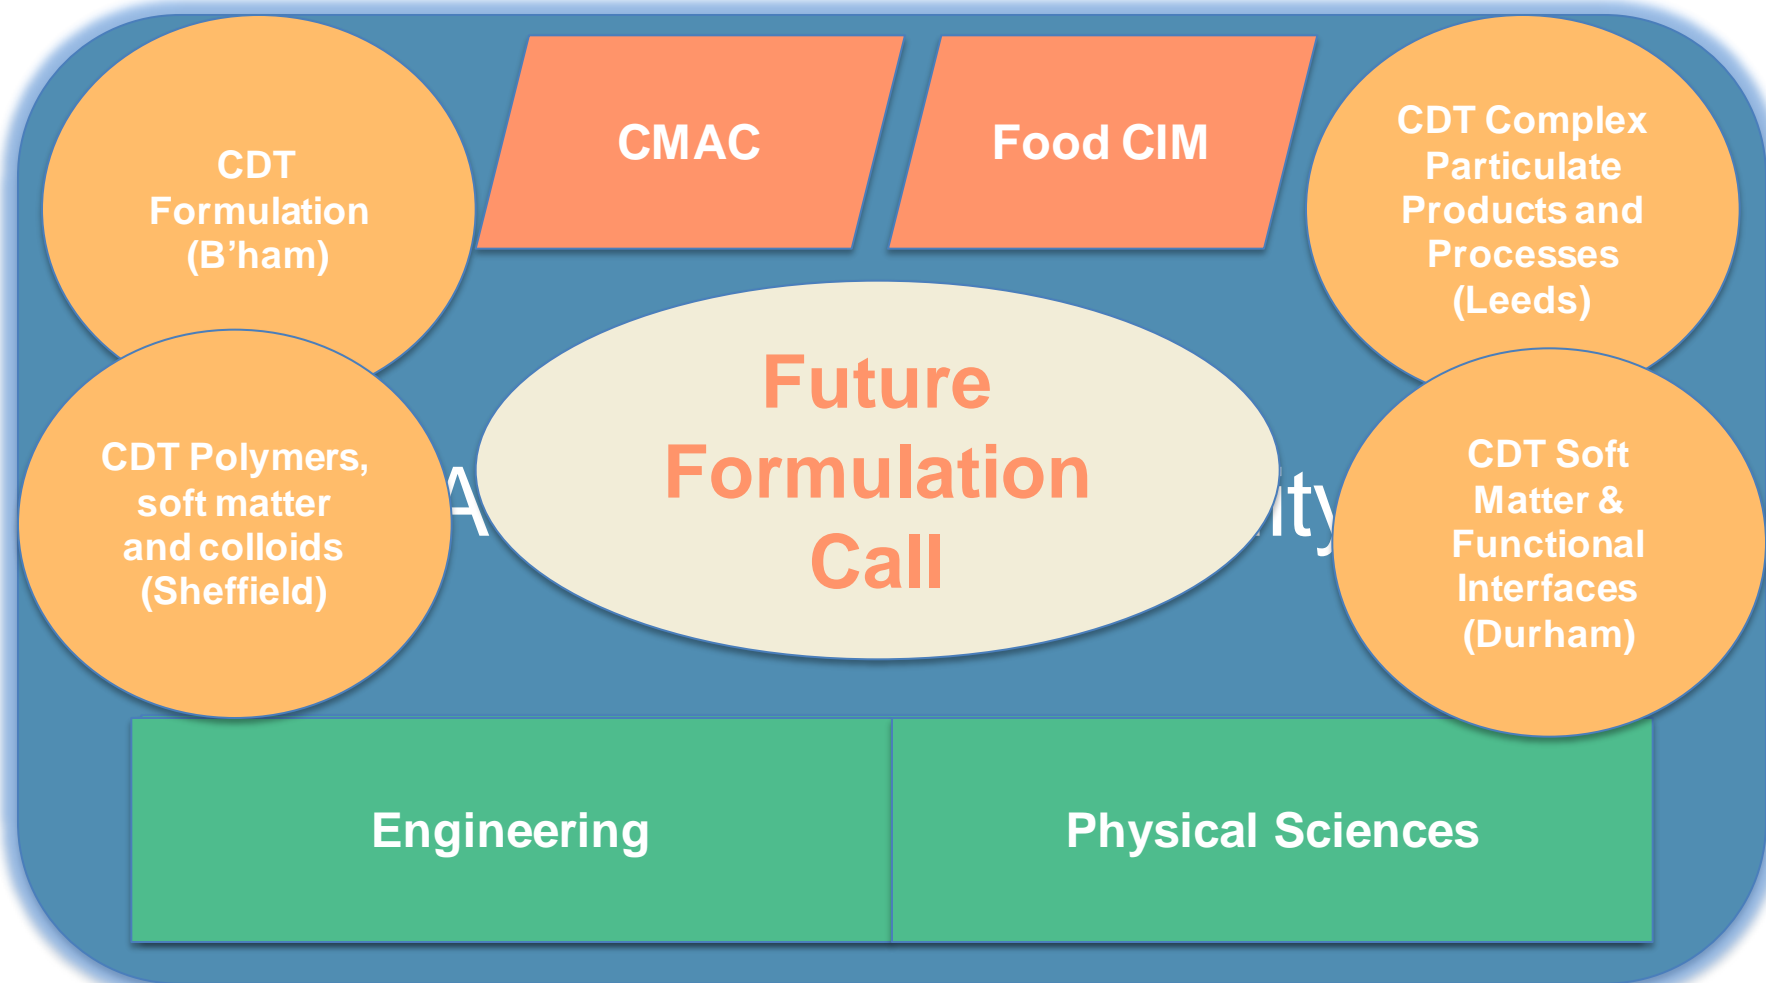 CDT
Formulation
(B’ham)
CMAC
Food CIM
CDT Complex
Particulate
Products and
Processes
(Leeds)
Future
Formulation
Call
CDT Polymers,
soft matter
and colloids
(Sheffield)
CDT Soft
Matter &
Functional
Interfaces
(Durham)
Engineering
Physical Sciences